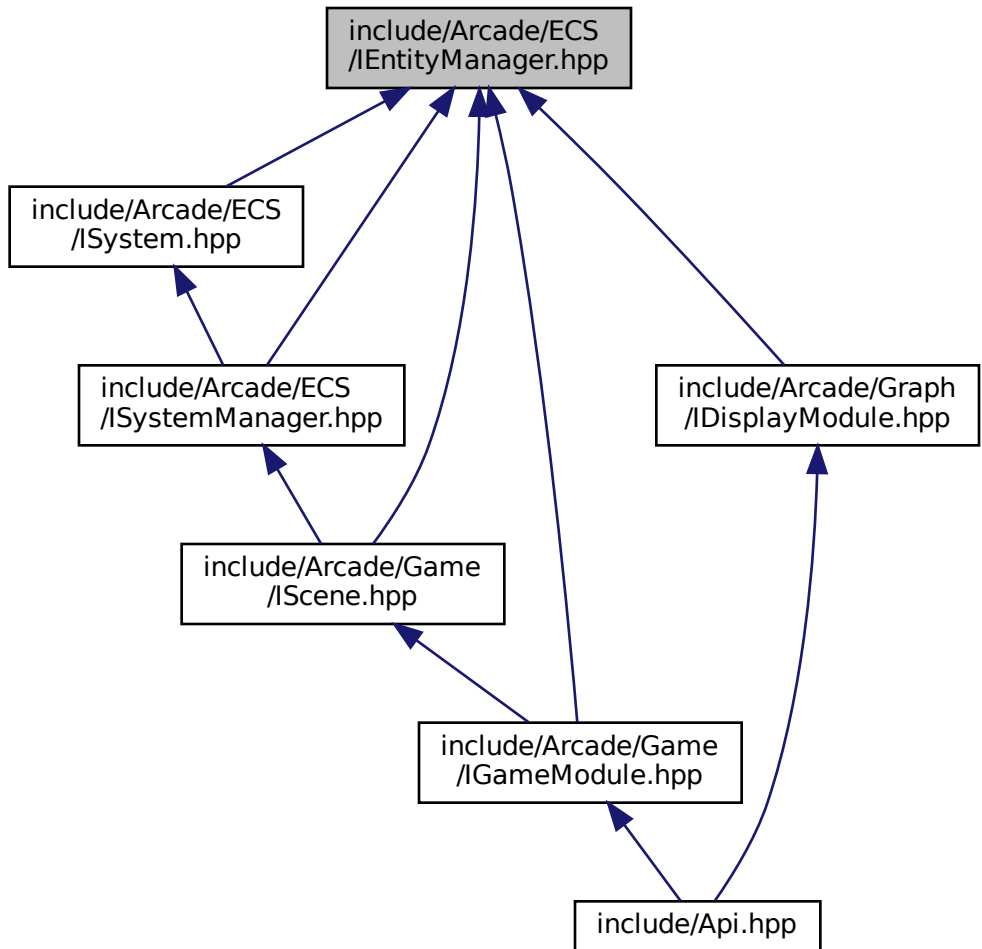 include/Arcade/ECS
/IEntityManager.hpp
include/Arcade/ECS
/ISystem.hpp
include/Arcade/ECS
/ISystemManager.hpp
include/Arcade/Graph
/IDisplayModule.hpp
include/Arcade/Game
/IScene.hpp
include/Arcade/Game
/IGameModule.hpp
include/Api.hpp